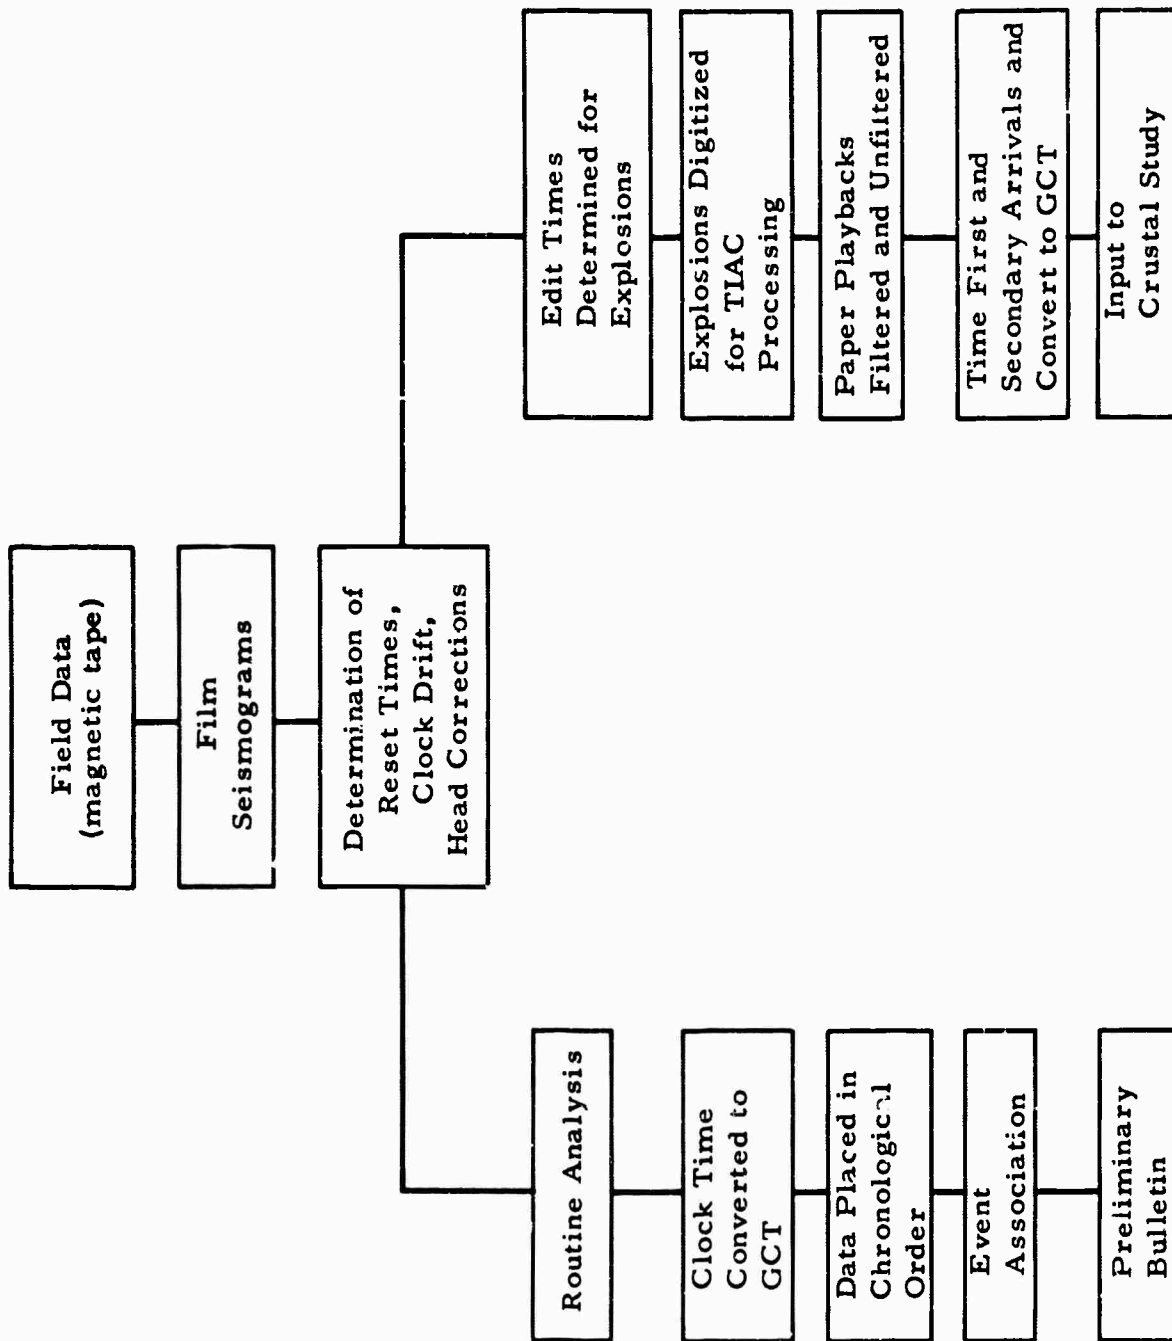 Field Data
(magnetic tape)
Film
Seismograms
Determination of
Reset Times,
Clock Drift,
Head Corrections
Routine Analysis
Clock Time
Converted to
GCT
Data Placed in
Chronological
Order
Event
Association
Preliminary
Bulletin
Edit Times
Determined for
Explosions
Explosions Digitized
for TIAC
Processing
Paper Playbacks
Filtered and Unfiltered
Time First and
Secondary Arrivals and
Convert to GCT
Input to
Crustal Study